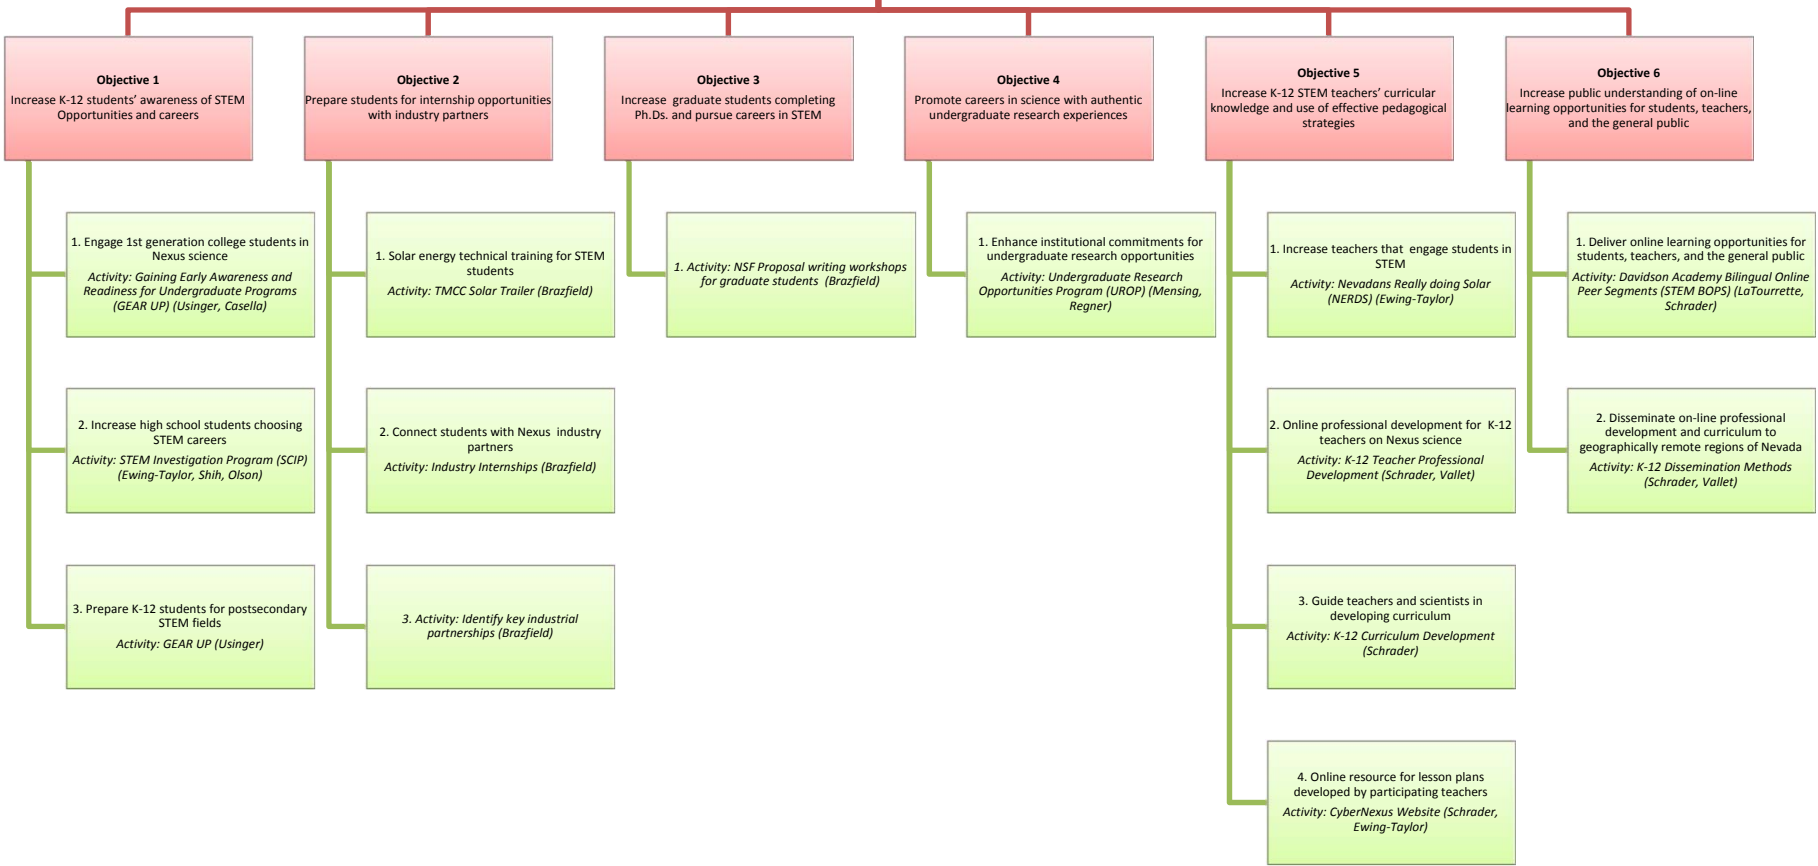 Objective 1
Increase K-12 students’ awareness of STEM
Opportunities and careers
Objective 2
Prepare students for internship opportunities
with industry partners
Objective 3
Increase graduate students completing
Ph.Ds. and pursue careers in STEM
Objective 4
Promote careers in science with authentic
undergraduate research experiences
Objective 5
Increase K-12 STEM teachers’ curricular
knowledge and use of effective pedagogical
strategies
Objective 6
Increase public understanding of on-line
learning opportunities for students, teachers,
and the general public
1. Engage 1st generation college students in
Nexus science
Activity: Gaining Early Awareness and
Readiness for Undergraduate Programs
(GEAR UP) (Usinger, Casella)
1. Solar energy technical training for STEM
students
Activity: TMCC Solar Trailer (Brazfield)
1. Activity: NSF Proposal writing workshops
for graduate students (Brazfield)
1. Enhance institutional commitments for
undergraduate research opportunities
Activity: Undergraduate Research
Opportunities Program (UROP) (Mensing,
Regner)
1. Increase teachers that engage students in
STEM
Activity: Nevadans Really doing Solar
(NERDS) (Ewing-Taylor)
1. Deliver online learning opportunities for
students, teachers, and the general public
Activity: Davidson Academy Bilingual Online
Peer Segments (STEM BOPS) (LaTourrette,
Schrader)
2. Increase high school students choosing
STEM careers
Activity: STEM Investigation Program (SCIP)
(Ewing-Taylor, Shih, Olson)
2. Connect students with Nexus industry
partners
Activity: Industry Internships (Brazfield)
2. Online professional development for K-12
teachers on Nexus science
Activity: K-12 Teacher Professional
Development (Schrader, Vallet)
2. Disseminate on-line professional
development and curriculum to
geographically remote regions of Nevada
Activity: K-12 Dissemination Methods
(Schrader, Vallet)
3. Prepare K-12 students for postsecondary
STEM fields
Activity: GEAR UP (Usinger)
3. Activity: Identify key industrial
partnerships (Brazfield)
3. Guide teachers and scientists in
developing curriculum
Activity: K-12 Curriculum Development
(Schrader)
4. Online resource for lesson plans
developed by participating teachers
Activity: CyberNexus Website (Schrader,
Ewing-Taylor)